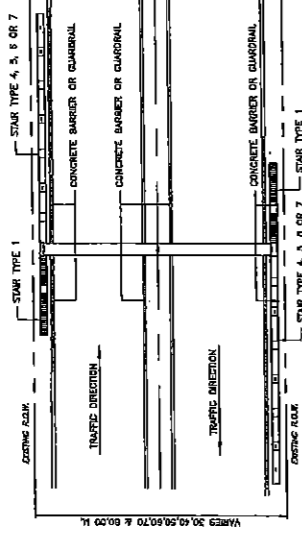 STAIR TYPE 4, 5, 6 OR 7
STAIR TYPE 1
EXISTING R.O.W.
CONCRETE BARRIER OR GUARDRAIL
TRAFFIC DIRECTION
CONCRETE BARRIER OR GUARDRAIL
VARIES 30,40,50,60,70 & 80.00 M.
TRAFFIC DIRECTION
CONCRETE BARRIER OR GUARDRAIL
EXISTING R.O.W.
STAIR TYPE 4, 5, 6 OR 7
STAIR TYPE 1